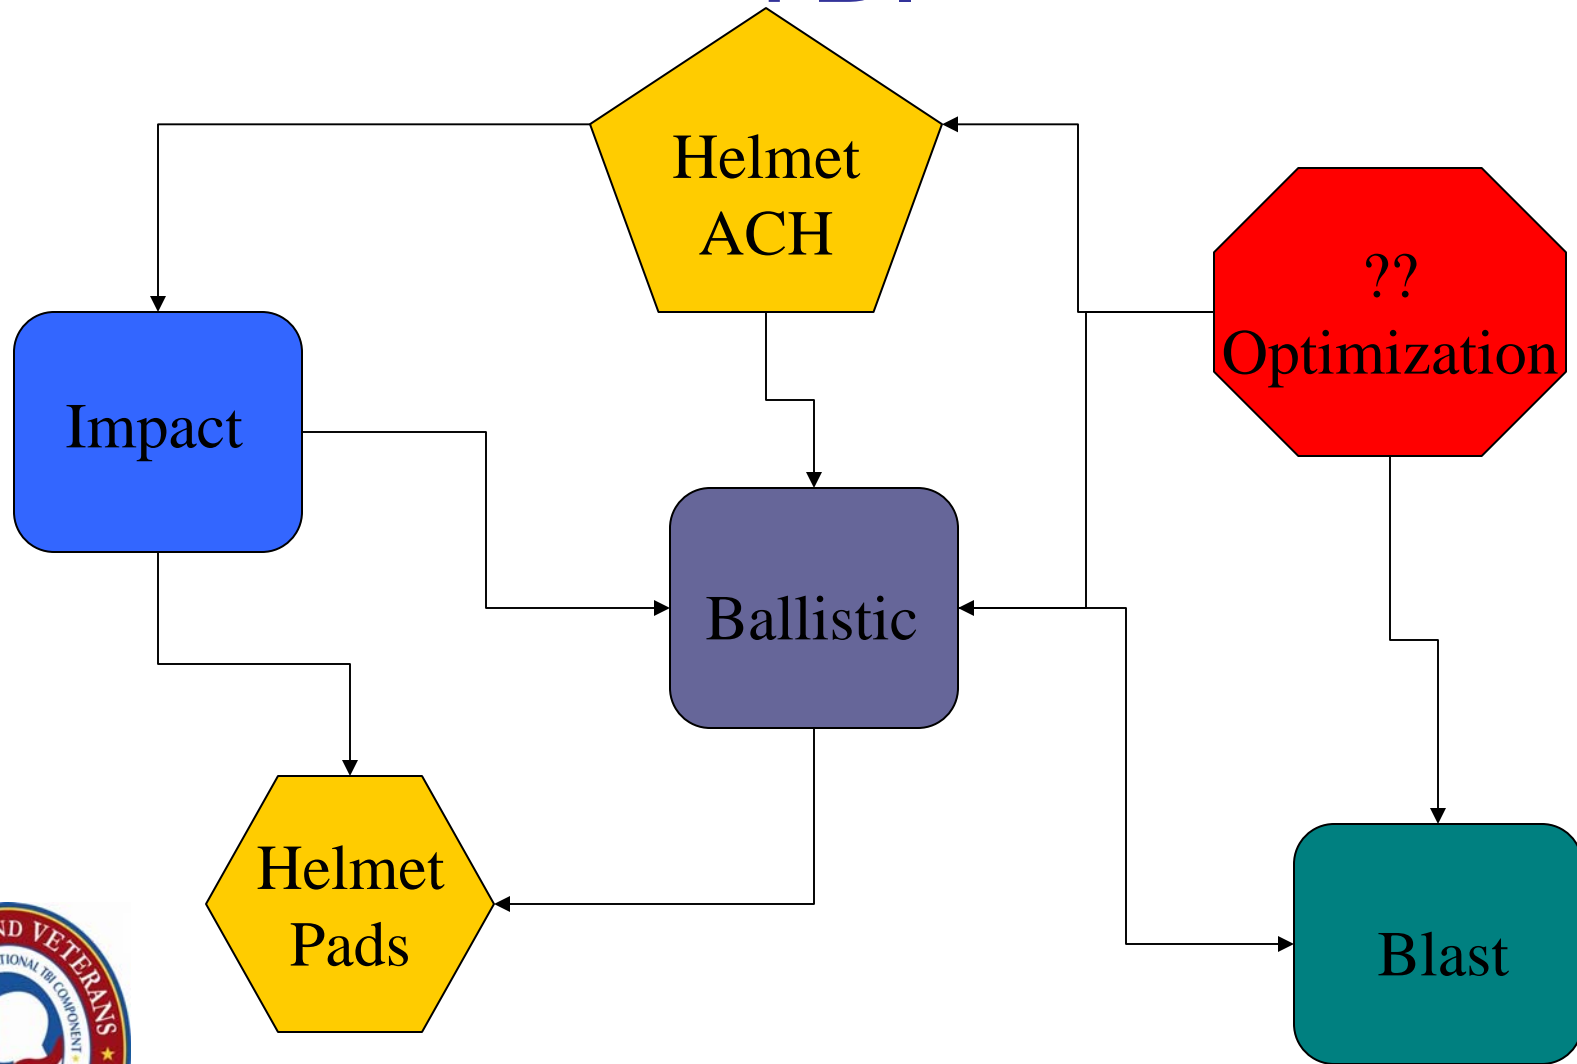 Helmet
ACH
??
Optimization
Impact
Ballistic
Helmet
Pads
Blast
ND VETERANS
TIONAL TBI COMPONENT